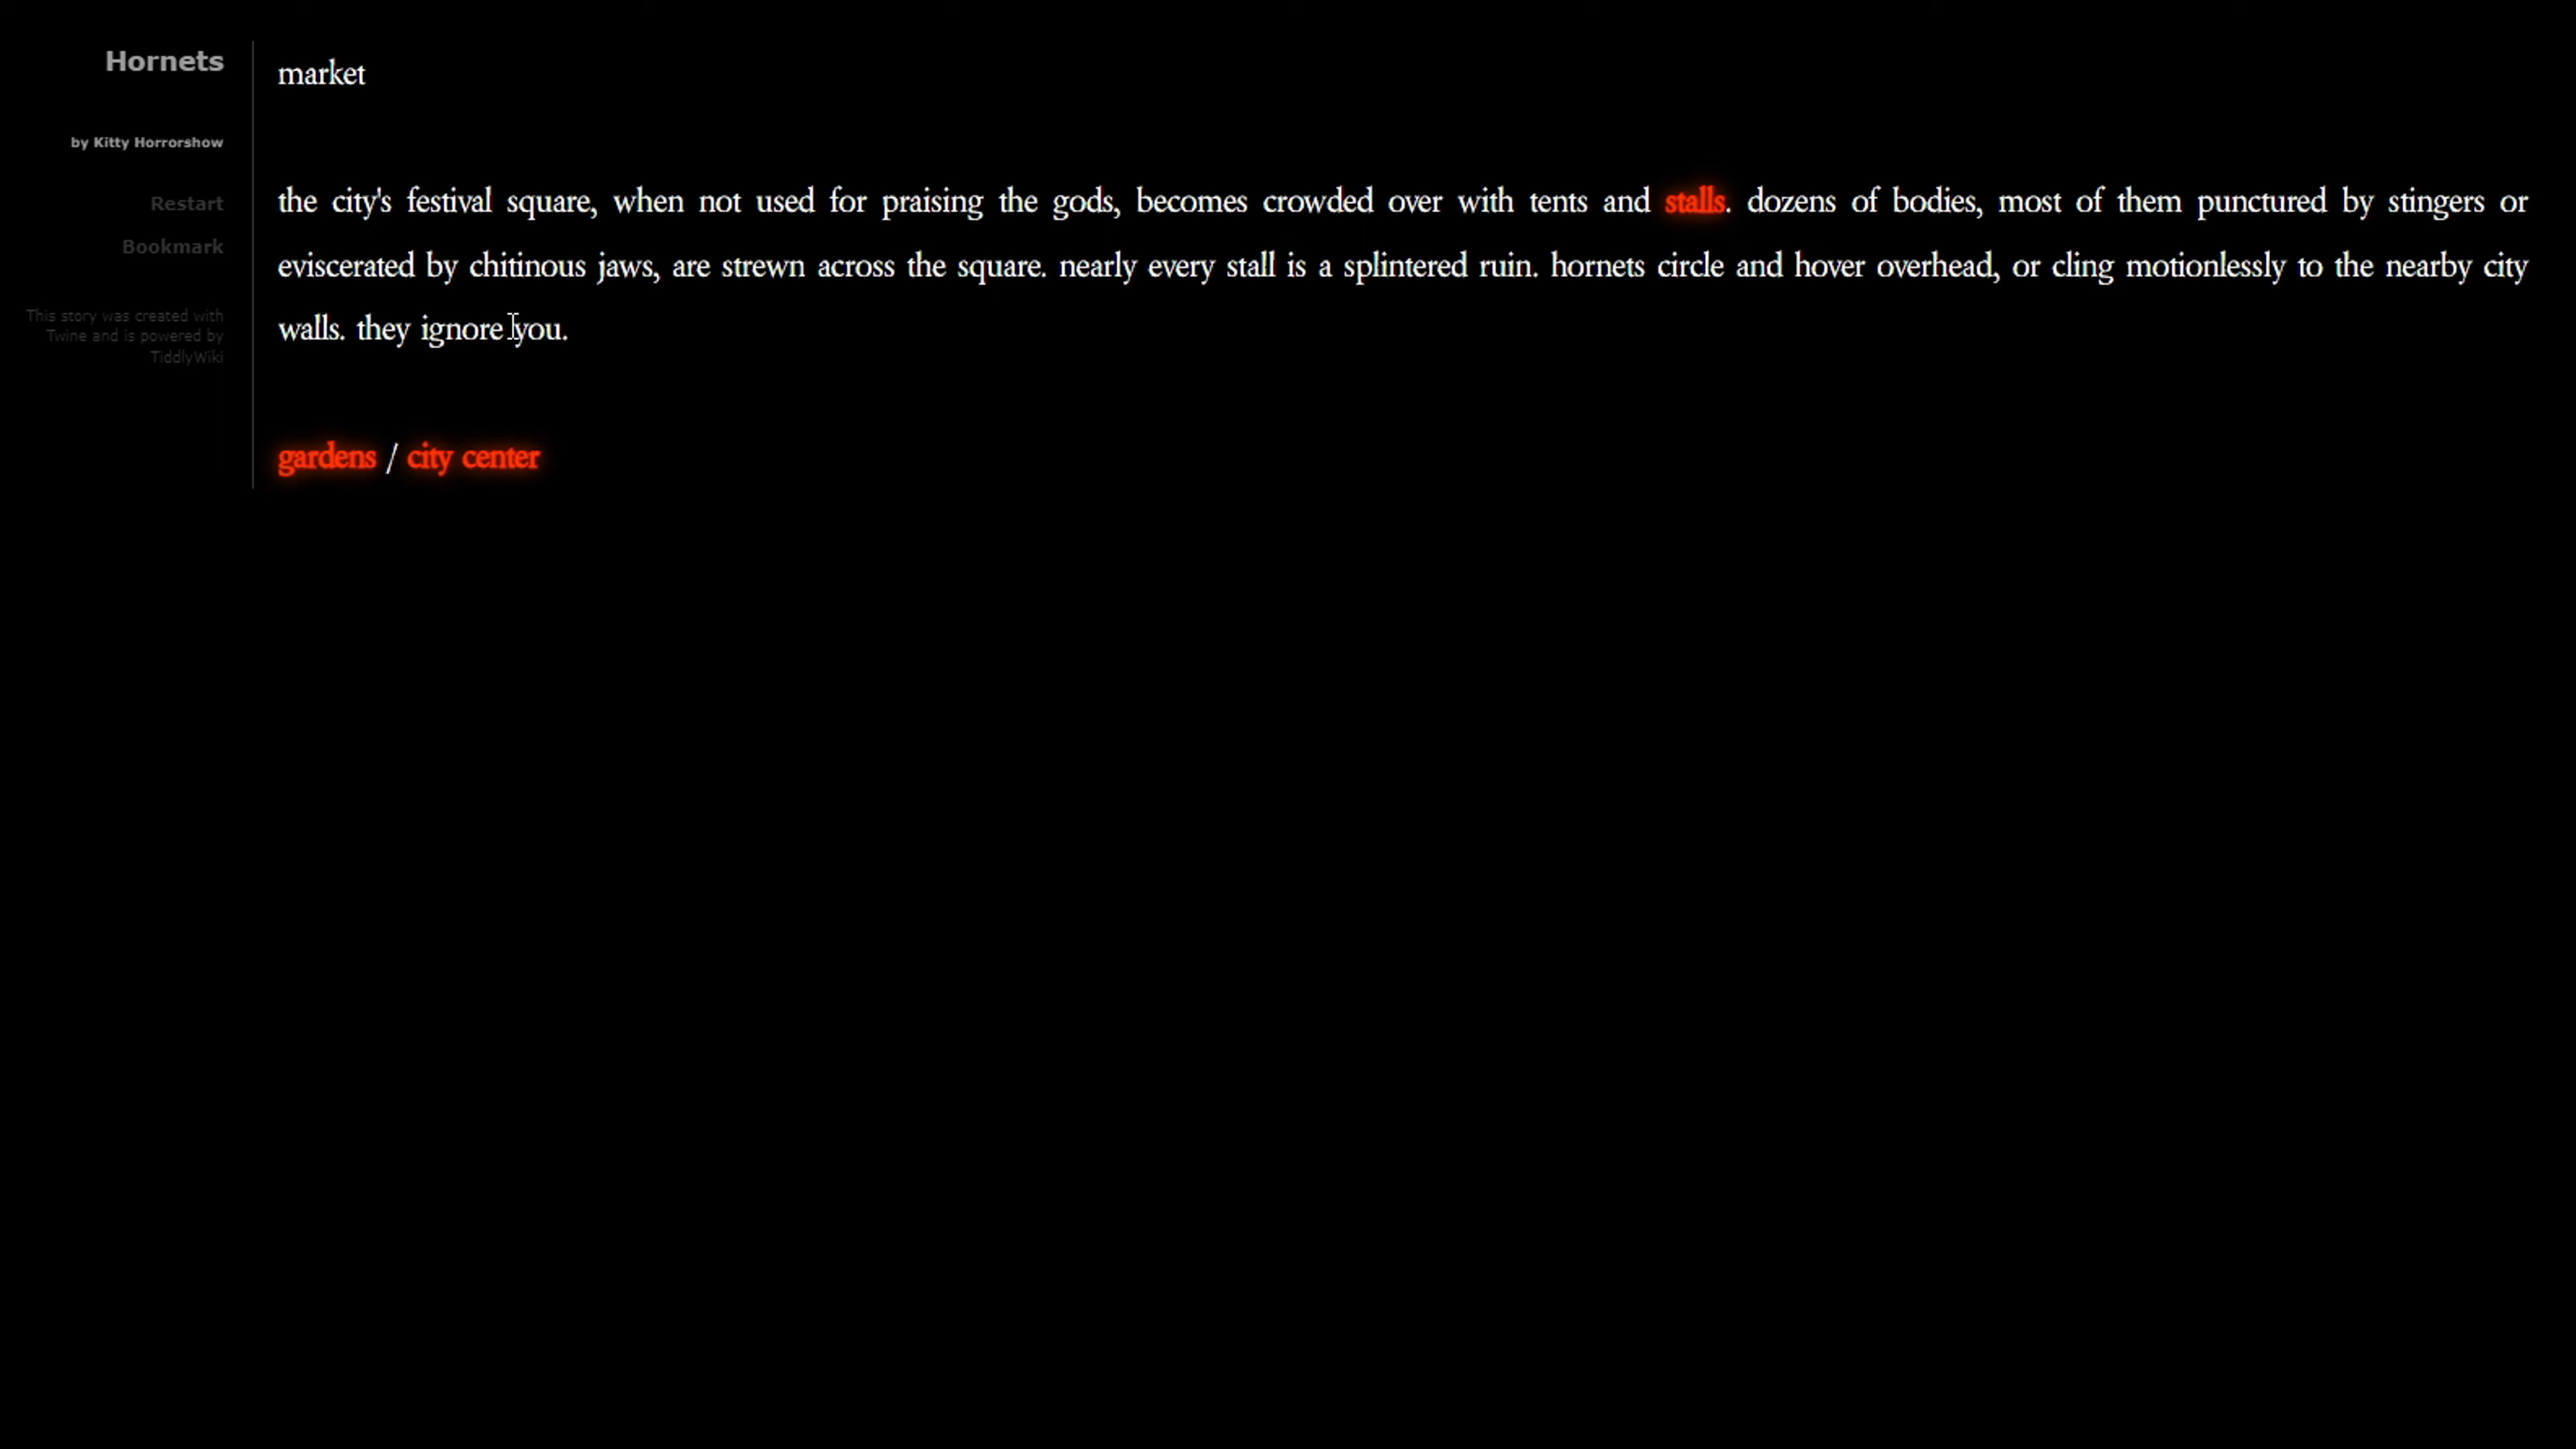 Hornets
by Kitty Horrorshow
Restart
Bookmark
This story was created with
Twine and is powered by
TiddlyWiki
market
the city's festival square, when not used for praising the gods, becomes crowded over with tents and stalls. dozens of bodies, most of them punctured by stingers or
eviscerated by chitinous jaws, are strewn across the square. nearly every stall is a splintered ruin. hornets circle and hover overhead, or cling motionlessly to the nearby city
walls. they ignore you.
gardens / city center